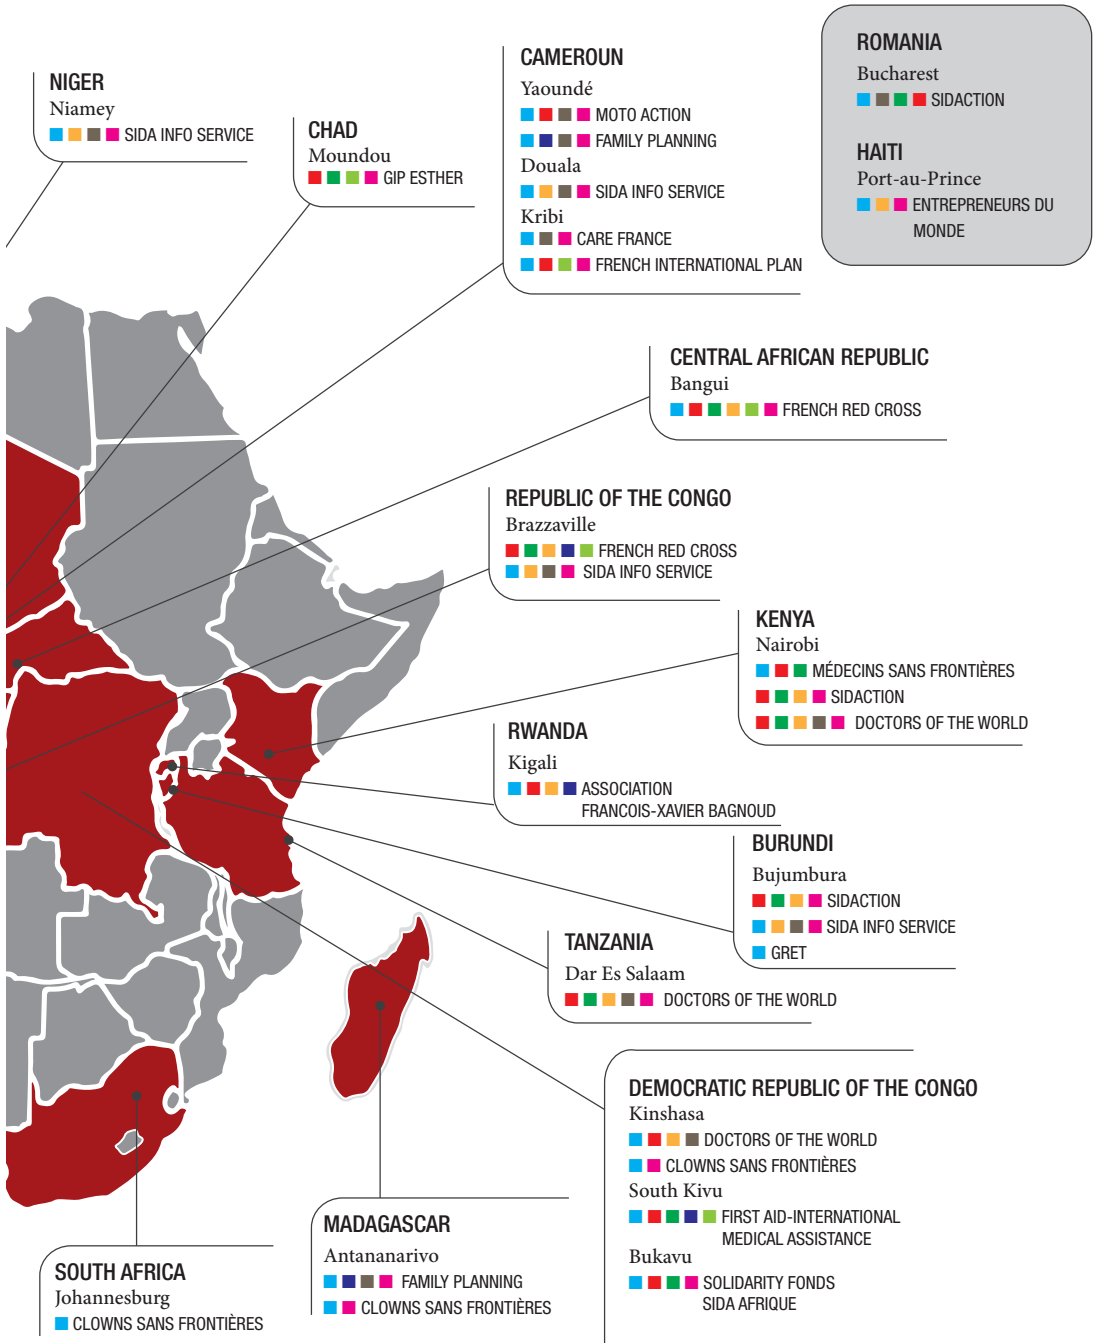 NIGER
Niamey
SIDA INFO SERVICE
CHAD
Moundou
GIP ESTHER
CAMEROUN
Yaoundé
MOTO ACTION
FAMILY PLANNING
Douala
SIDA INFO SERVICE
Kribi
CARE FRANCE
FRENCH INTERNATIONAL PLAN
ROMANIA
Bucharest
SIDACTION
HAITI
Port-au-Prince
ENTREPRENEURS DU
MONDE
CENTRAL AFRICAN REPUBLIC
Bangui
FRENCH RED CROSS
REPUBLIC OF THE CONGO
Brazzaville
FRENCH RED CROSS
SIDA INFO SERVICE
KENYA
Nairobi
MÉDECINS SANS FRONTIÈRES
SIDACTION
DOCTORS OF THE WORLD
RWANDA
Kigali
ASSOCIATION
FRANCOIS-XAVIER BAGNOUD
BURUNDI
Bujumbura
SIDACTION
SIDA INFO SERVICE
GRET
TANZANIA
Dar Es Salaam
DOCTORS OF THE WORLD
DEMOCRATIC REPUBLIC OF THE CONGO
Kinshasa
DOCTORS OF THE WORLD
CLOWNS SANS FRONTIÈRES
South Kivu
FIRST AID-INTERNATIONAL
MEDICAL ASSISTANCE
Bukavu
SOLIDARITY FONDS
SIDA AFRIQUE
MADAGASCAR
Antananarivo
FAMILY PLANNING
CLOWNS SANS FRONTIÈRES
SOUTH AFRICA
Johannesburg
CLOWNS SANS FRONTIÈRES